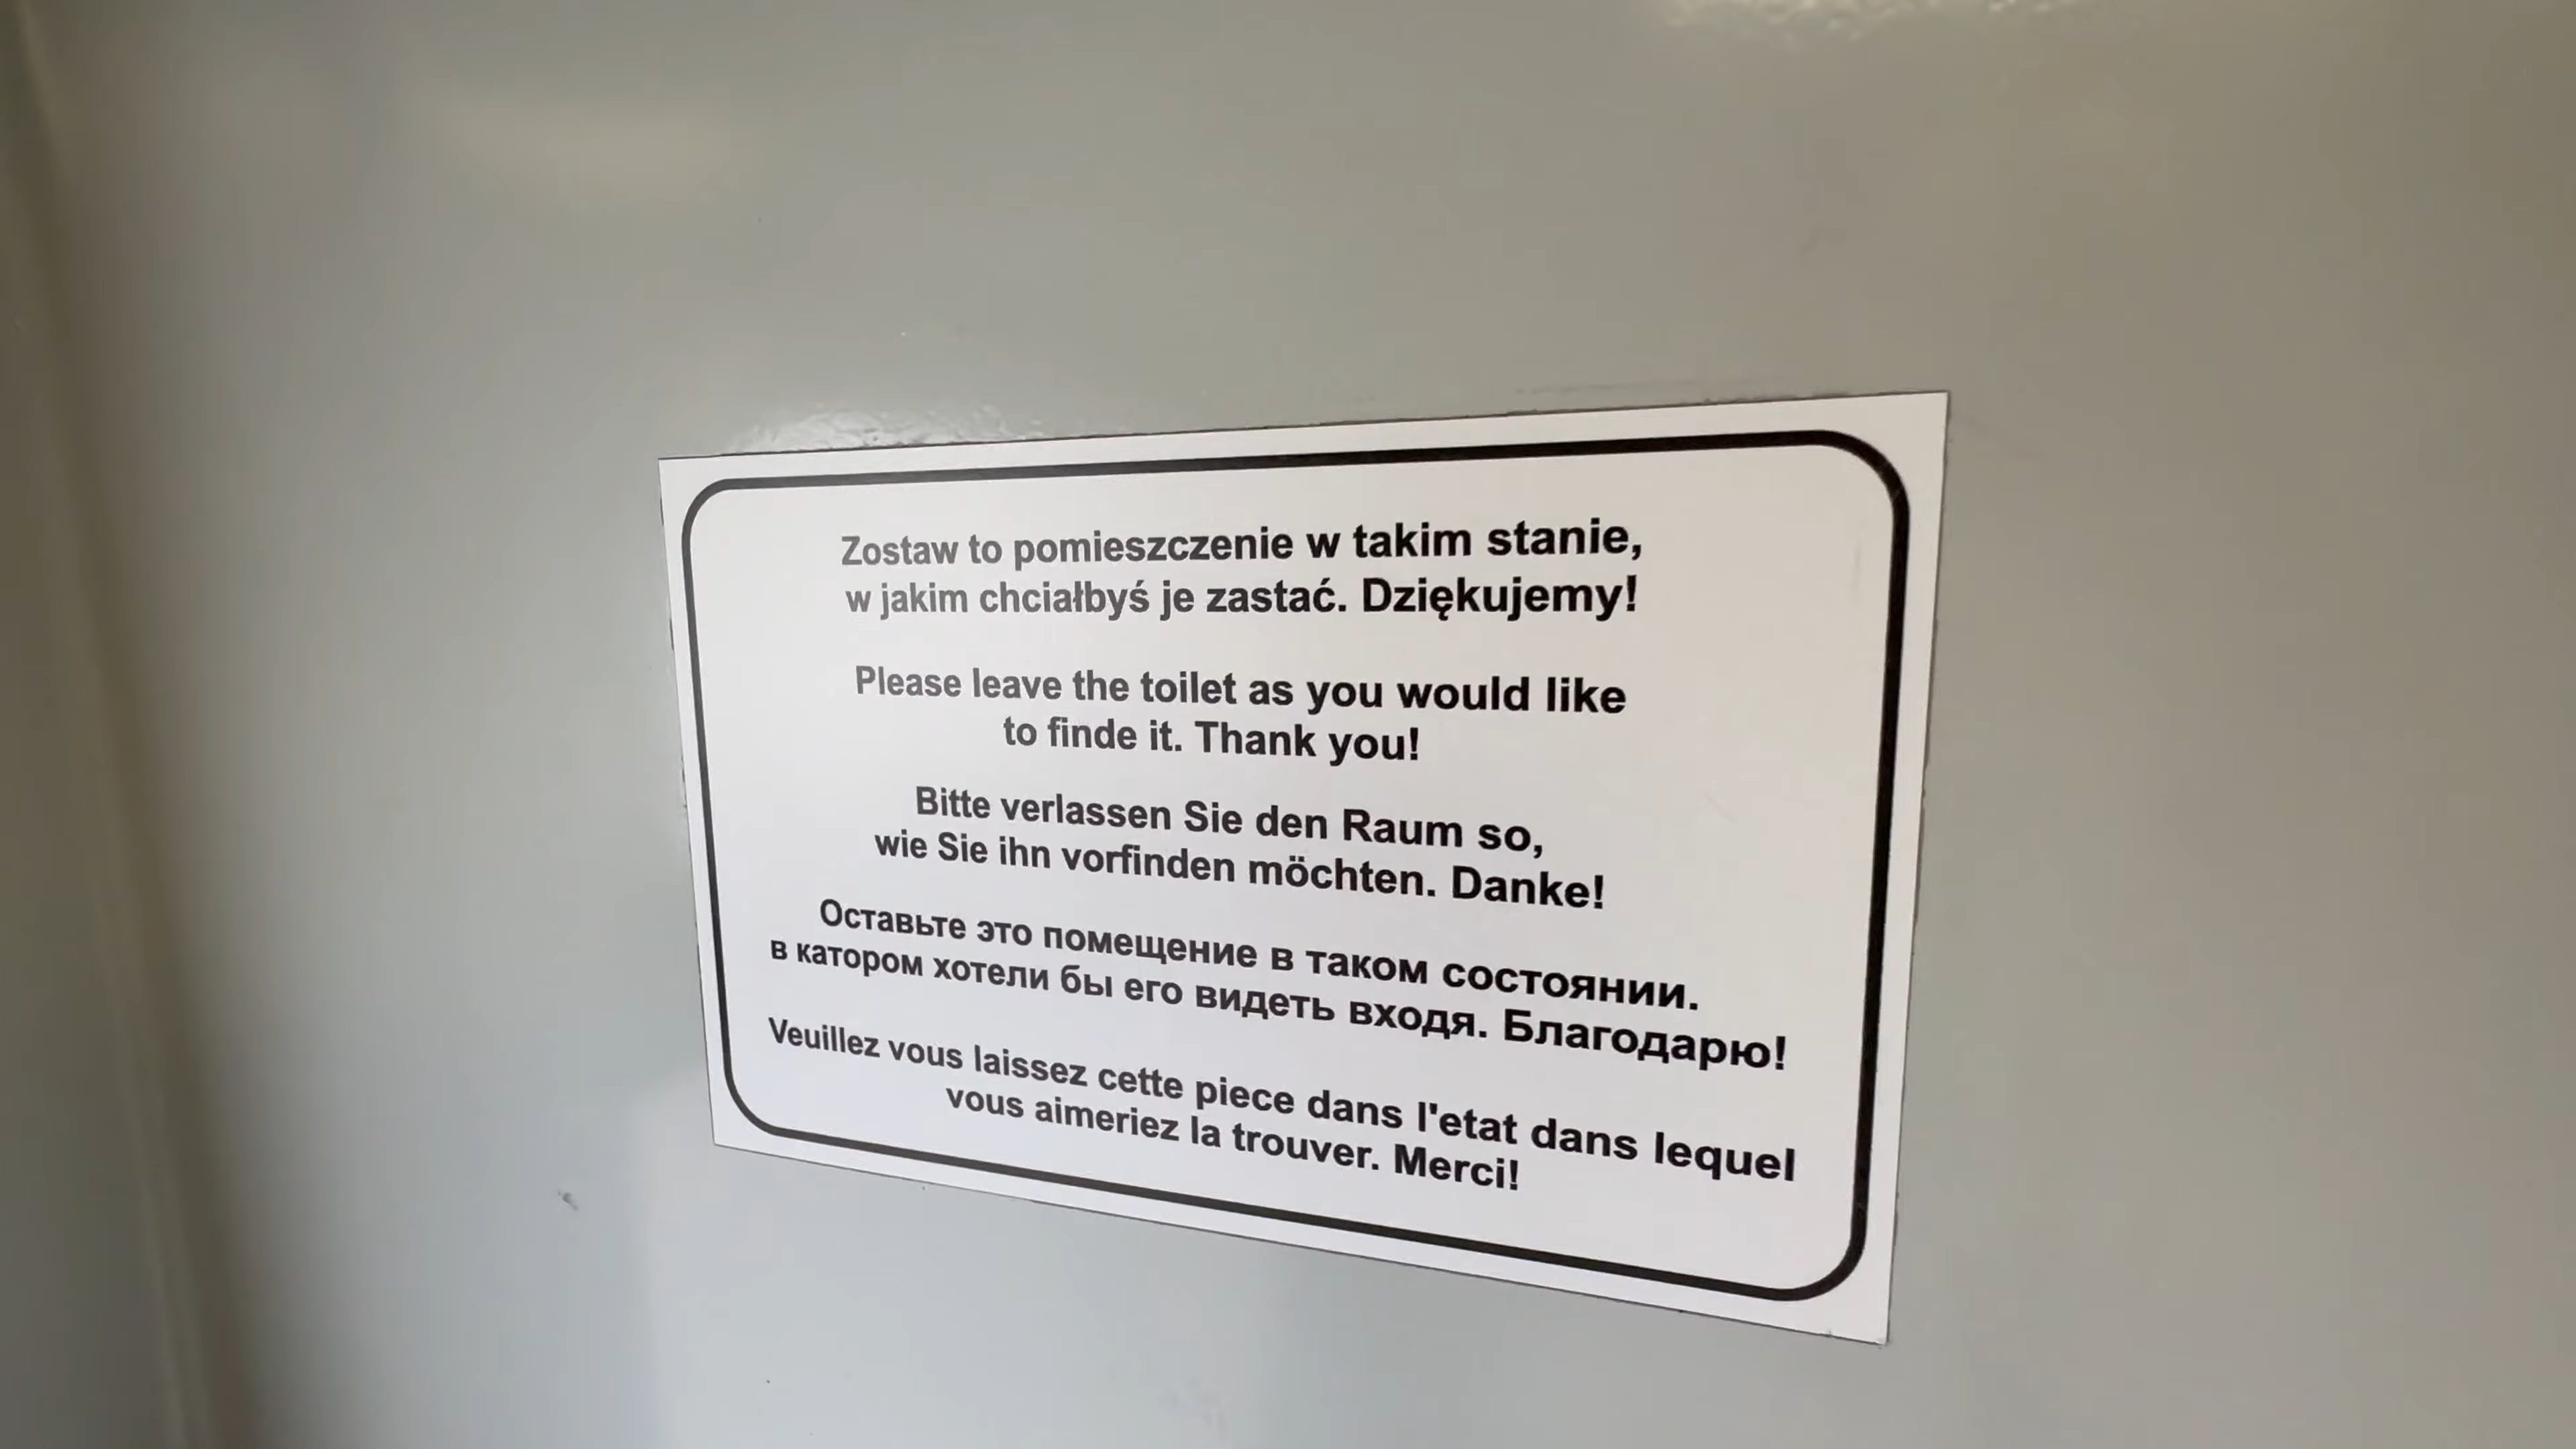 Zostaw to pomieszczenie w takim stanie,
w jakim chciałbyś je zastać. Dziękujemy!
Please leave the toilet as you would like
to finde it. Thank you!
Bitte verlassen Sie den Raum so,
wie Sie ihn vorfinden möchten. Danke!
Оставьте это помещение в таком состоянии.
в катором хотели бы его видеть входя. Благодарю!
Veuillez vous laissez cette piece dans l'etat dans lequel
vous aimeriez la trouver. Merci!